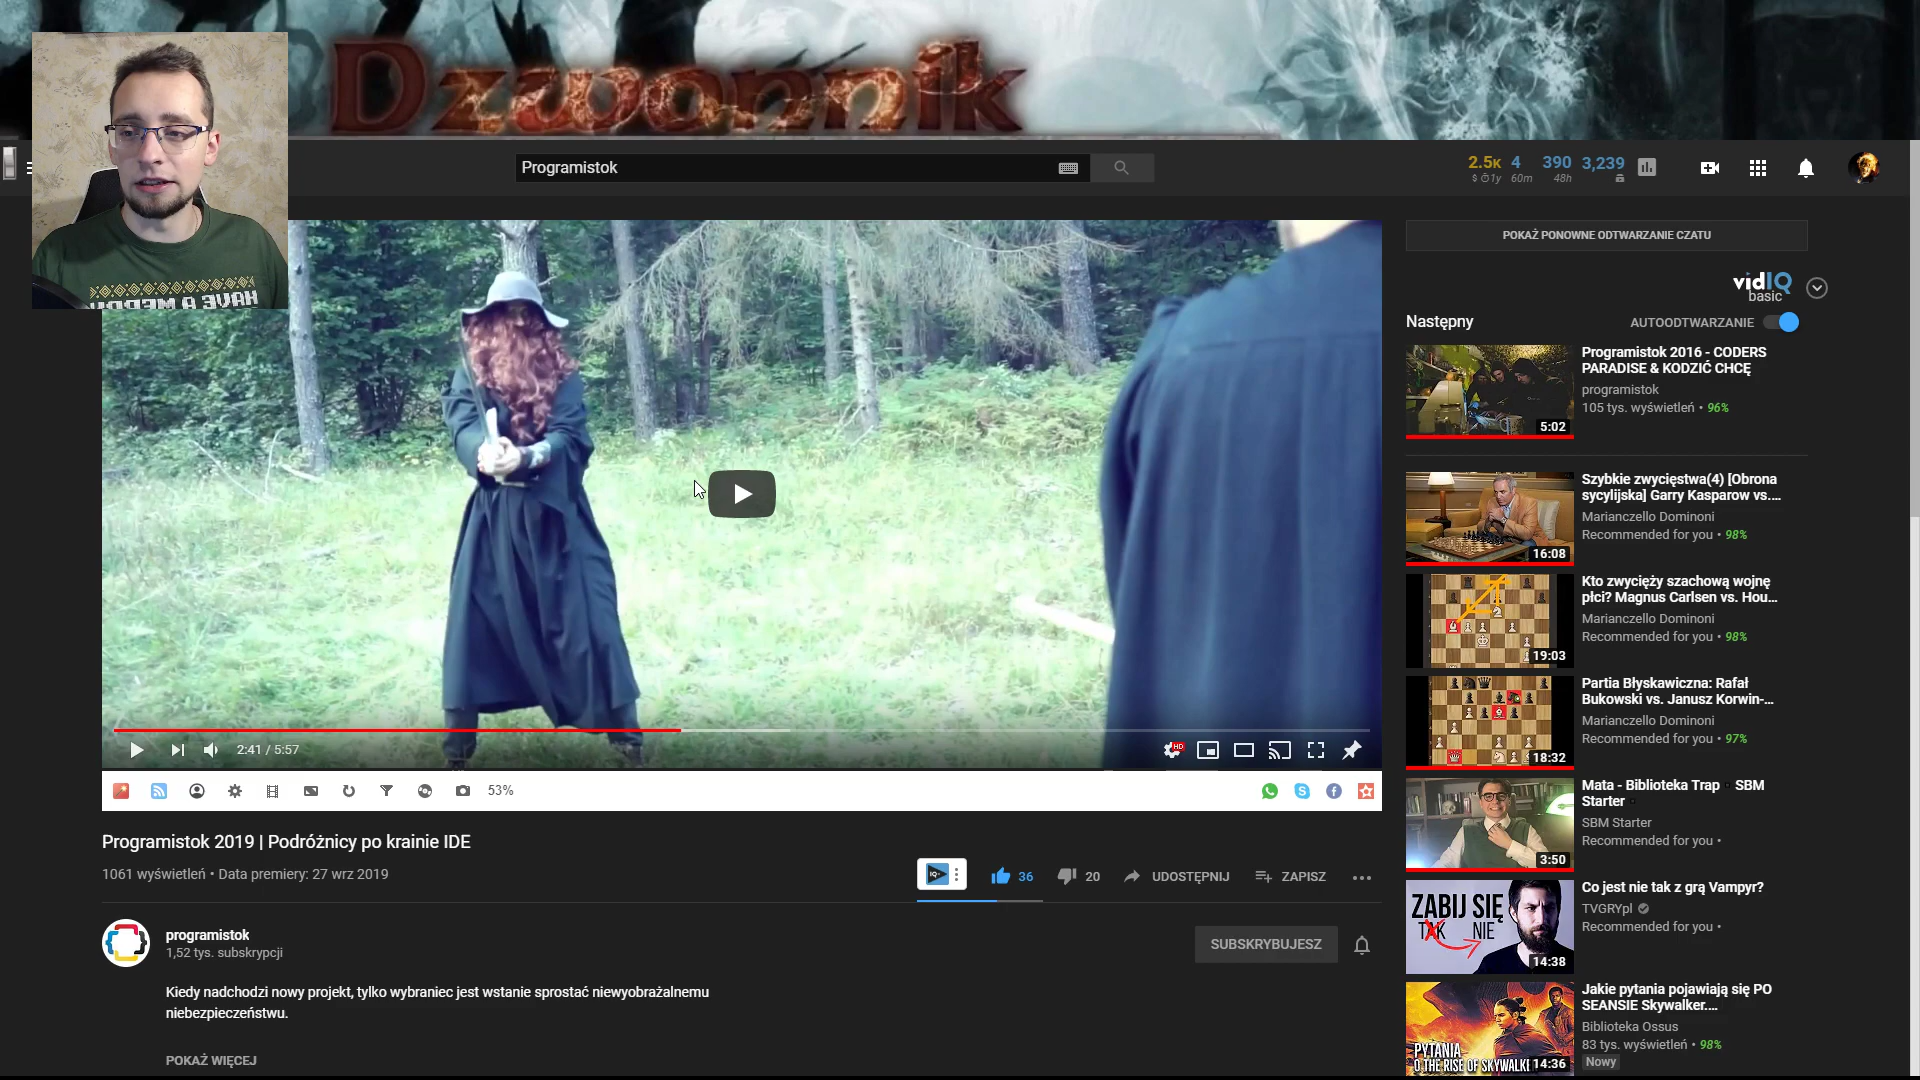 Dzwonnik
Programistok
2.5K 4 390 3,239
1y 60m 48h
POKAŻ PONOWNE ODTWARZANIE CZATU
vidIQ
basic
Następny
AUTOODTWARZANIE
Programistok 2016 - CODERS
PARADISE & KODZIĆ CHCĘ
programistok
105 tys. wyświetleń • 96%
5:02
Szybkie zwycięstwa(4) [Obrona
sycylijska] Garry Kasparow vs....
Marianczello Dominoni
Recommended for you • 98%
16:08
Kto zwycięży szachową wojnę
płci? Magnus Carlsen vs. Hou...
Marianczello Dominoni
Recommended for you • 98%
19:03
Partia Błyskawiczna: Rafał
Bukowski vs. Janusz Korwin-...
Marianczello Dominoni
Recommended for you • 97%
18:32
Mata - Biblioteka Trap ▪ SBM
Starter
SBM Starter
Recommended for you •
3:50
Co jest nie tak z grą Vampyr?
TVGRYpl
Recommended for you •
ZABIJ SIĘ
TAK NIE
14:38
Jakie pytania pojawiają się PO
SEANSIE Skywalker....
Biblioteka Ossus
83 tys. wyświetleń • 98%
Nowy
PYTANIA
O THE RISE OF SKYWALKE
14:36
2:41 / 5:57
HD
53%
Programistok 2019 | Podróżnicy po krainie IDE
1061 wyświetleń • Data premiery: 27 wrz 2019
IQ
36
20
UDOSTĘPNIJ
ZAPISZ
programistok
1,52 tys. subskrypcji
SUBSKRYBUJESZ
Kiedy nadchodzi nowy projekt, tylko wybraniec jest wstanie sprostać niewyobrażalnemu
niebezpieczeństwu.
POKAŻ WIĘCEJ